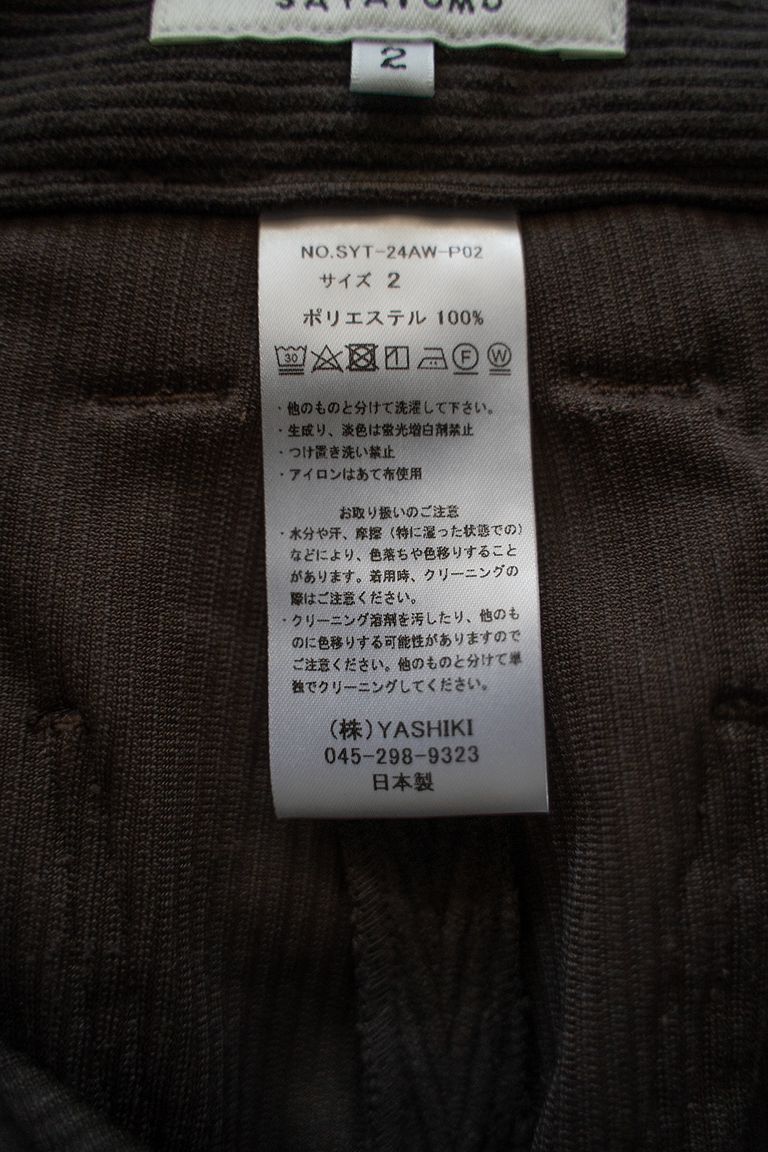 SAYATOMO
2
NO.SYT-24AW-P02
サイズ 2
ポリエステル 100%
30 F W
・他のものと分けて洗濯して下さい。
・生成り、淡色は蛍光増白剤禁止
・つけ置き洗い禁止
・アイロンはあて布使用
お取り扱いのご注意
・水分や汗、摩擦（特に湿った状態での）
などにより、色落ちや色移りすること
があります。着用時、クリーニングの
際はご注意ください。
・クリーニング溶剤を汚したり、他のも
のに色移りする可能性がありますので
ご注意ください。他のものと分けて単
独でクリーニングしてください。
(株)YASHIKI
045-298-9323
日本製